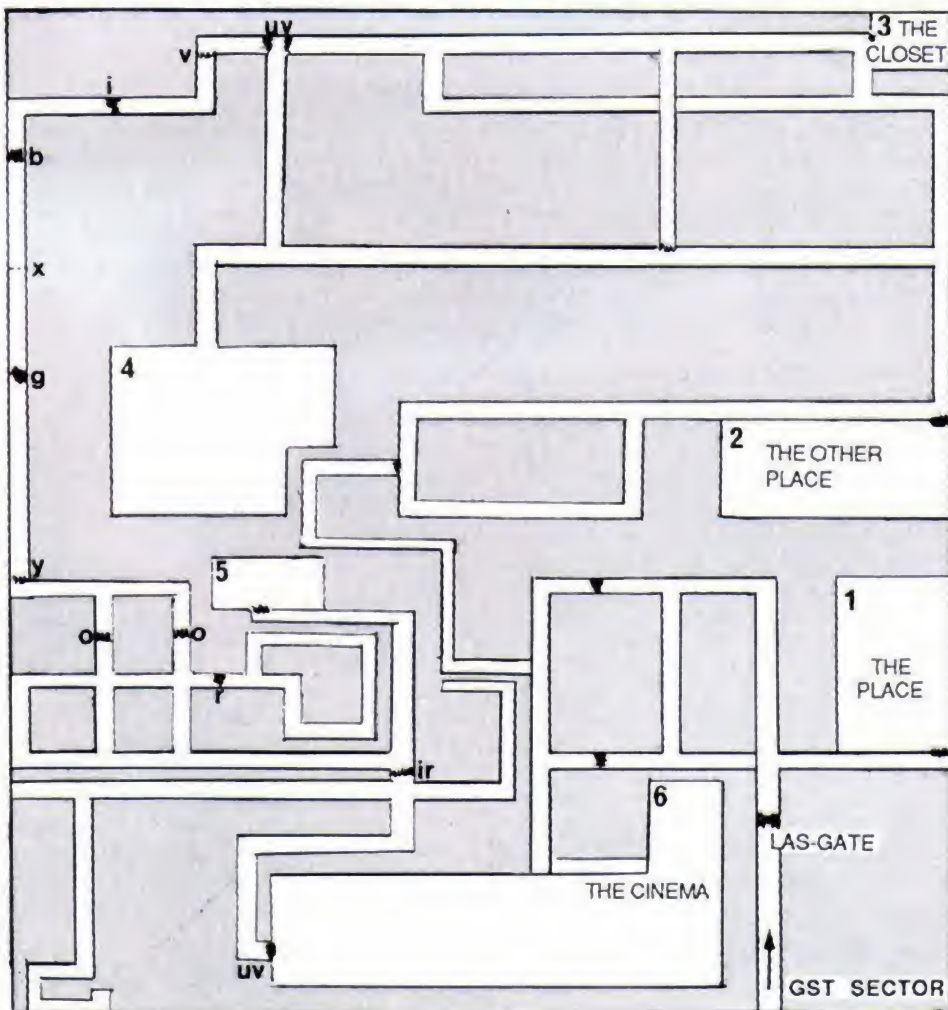 uv
3 THE
CLOSET
v
i
b
x
g
4
2
THE OTHER
PLACE
y
5
1
o
o
THE
PLACE
r
ir
6
LAS-GATE
THE CINEMA
uv
GST SECTOR